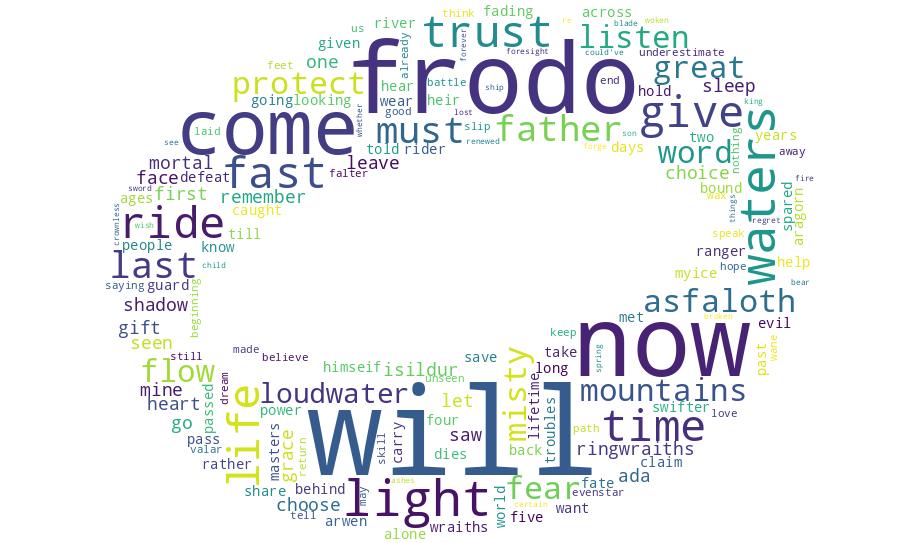 think fading across
us river trust listen blade re woken
given already forever foresight could've underestimate
one frodo great
protect hear battle ship end hold sleep
going looking wear their give king
come whether good lost
see laid must slip father son two waters years
told rider renewed forge days word nothing away
mortal fast leave choice fire
face defeat falter bound spared
sword ages first remember wax aragorn
crownless ride wish caught things regret
till speak
people know ranger
last child hope help
saying guard beginning myice bear
shadow asfaloth
gift met broken evil
seen now keep
still made believe misty take spring past wane
flow himseif isildur save long
mine dream unseen mountains
heart life loudwater will let lifetime troubles swifter love
go passed power four time
pass masters grace skill carry saw back path
valar dies ringwraiths
rather return claim
share behind may light ashes fear fate ada
choose world certain evenstar
tell arwen wraiths five want
alone